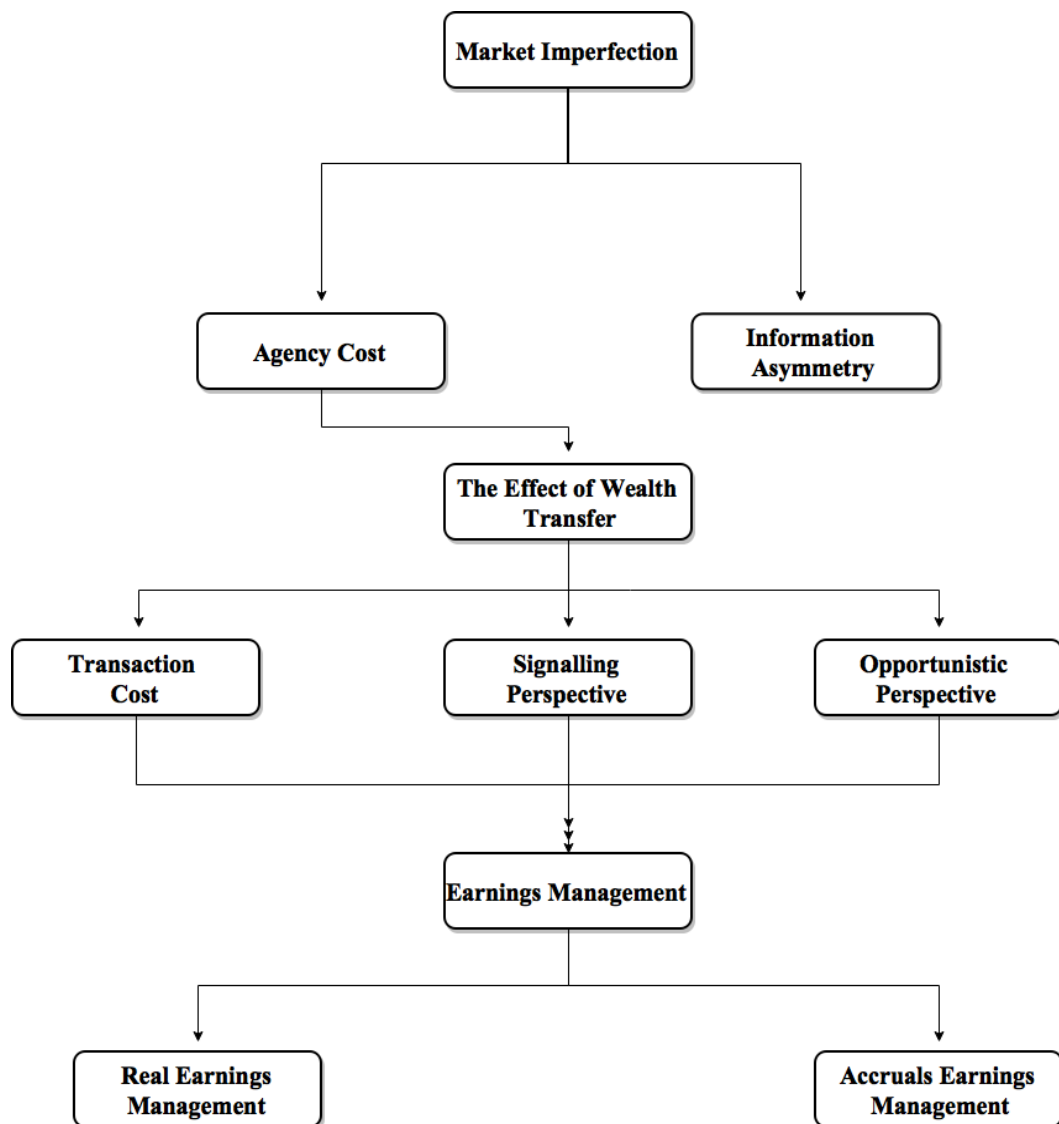 Market Imperfection
Agency Cost
Information
Asymmetry
The Effect of Wealth
Transfer
Transaction
Cost
Signalling
Perspective
Opportunistic
Perspective
Earnings Management
Real Earnings
Management
Accruals Earnings
Management